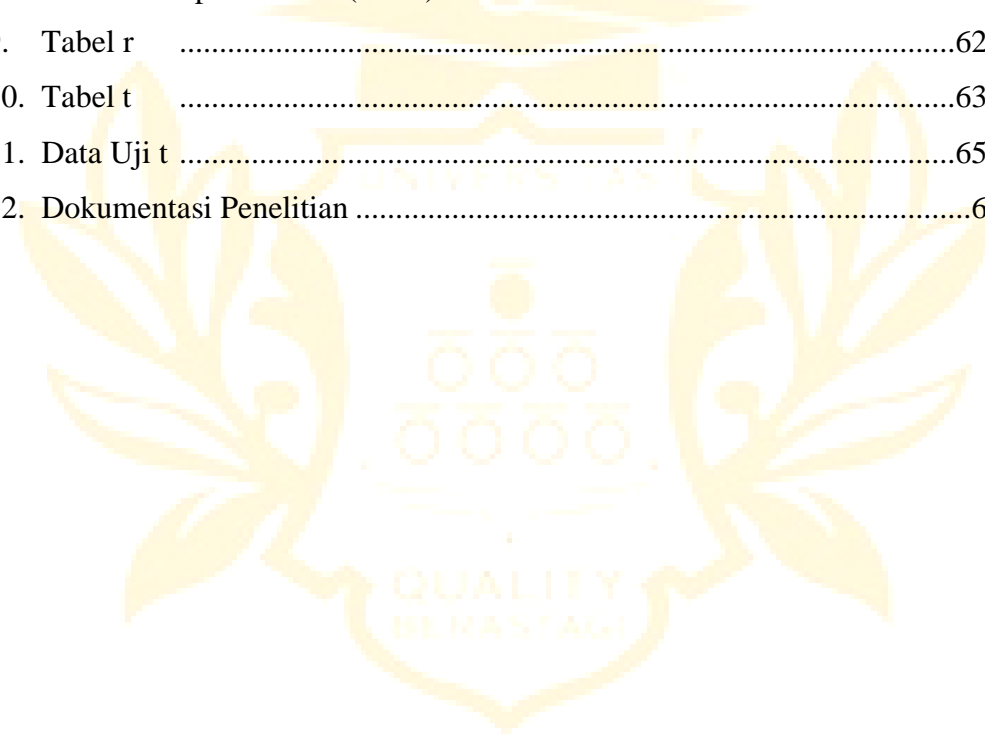 . Tabel r ..........62
0. Tabel t ..........63
1. Data Uji t ..........65
2. Dokumentasi Penelitian ..........6
UNIVERSITAS
QUALITY
BERASTAGI